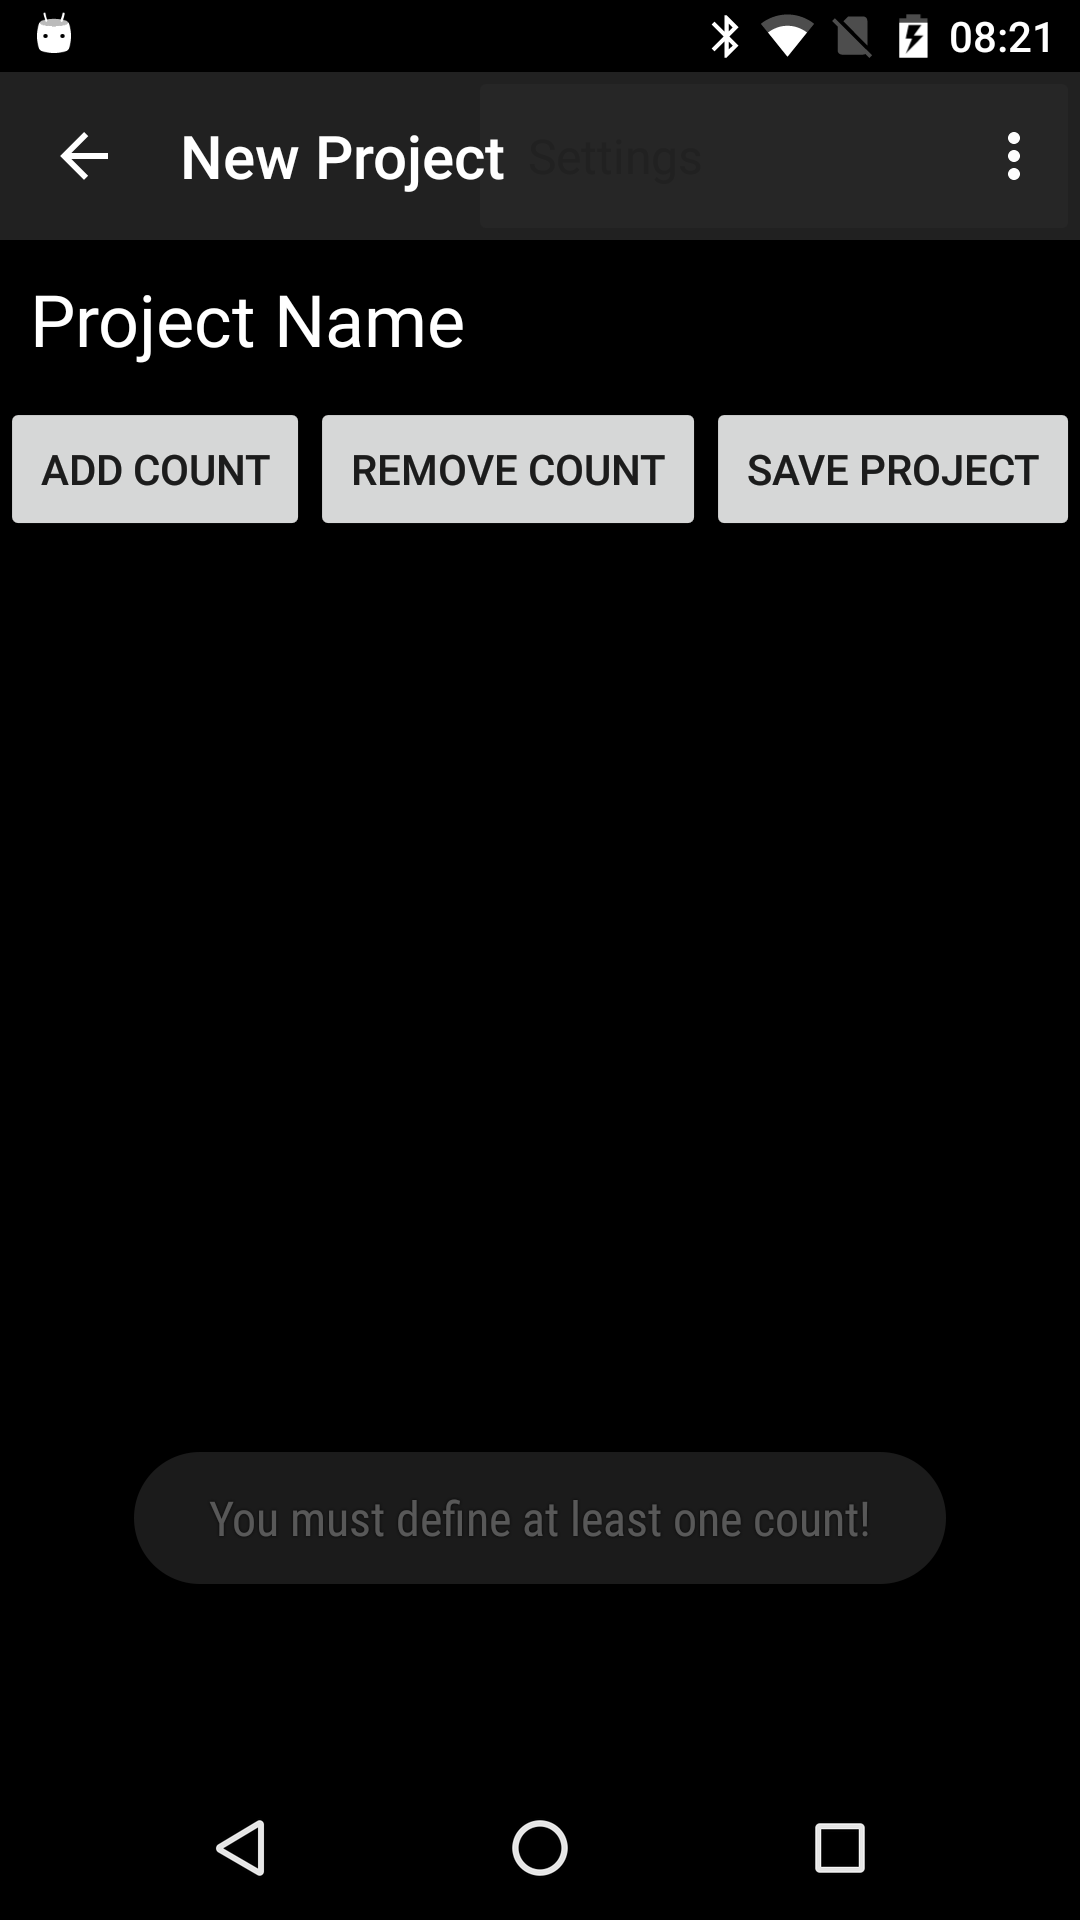 08:21
New Project
Settings
Project Name
ADD COUNT
REMOVE COUNT
SAVE PROJECT
You must define at least one count!